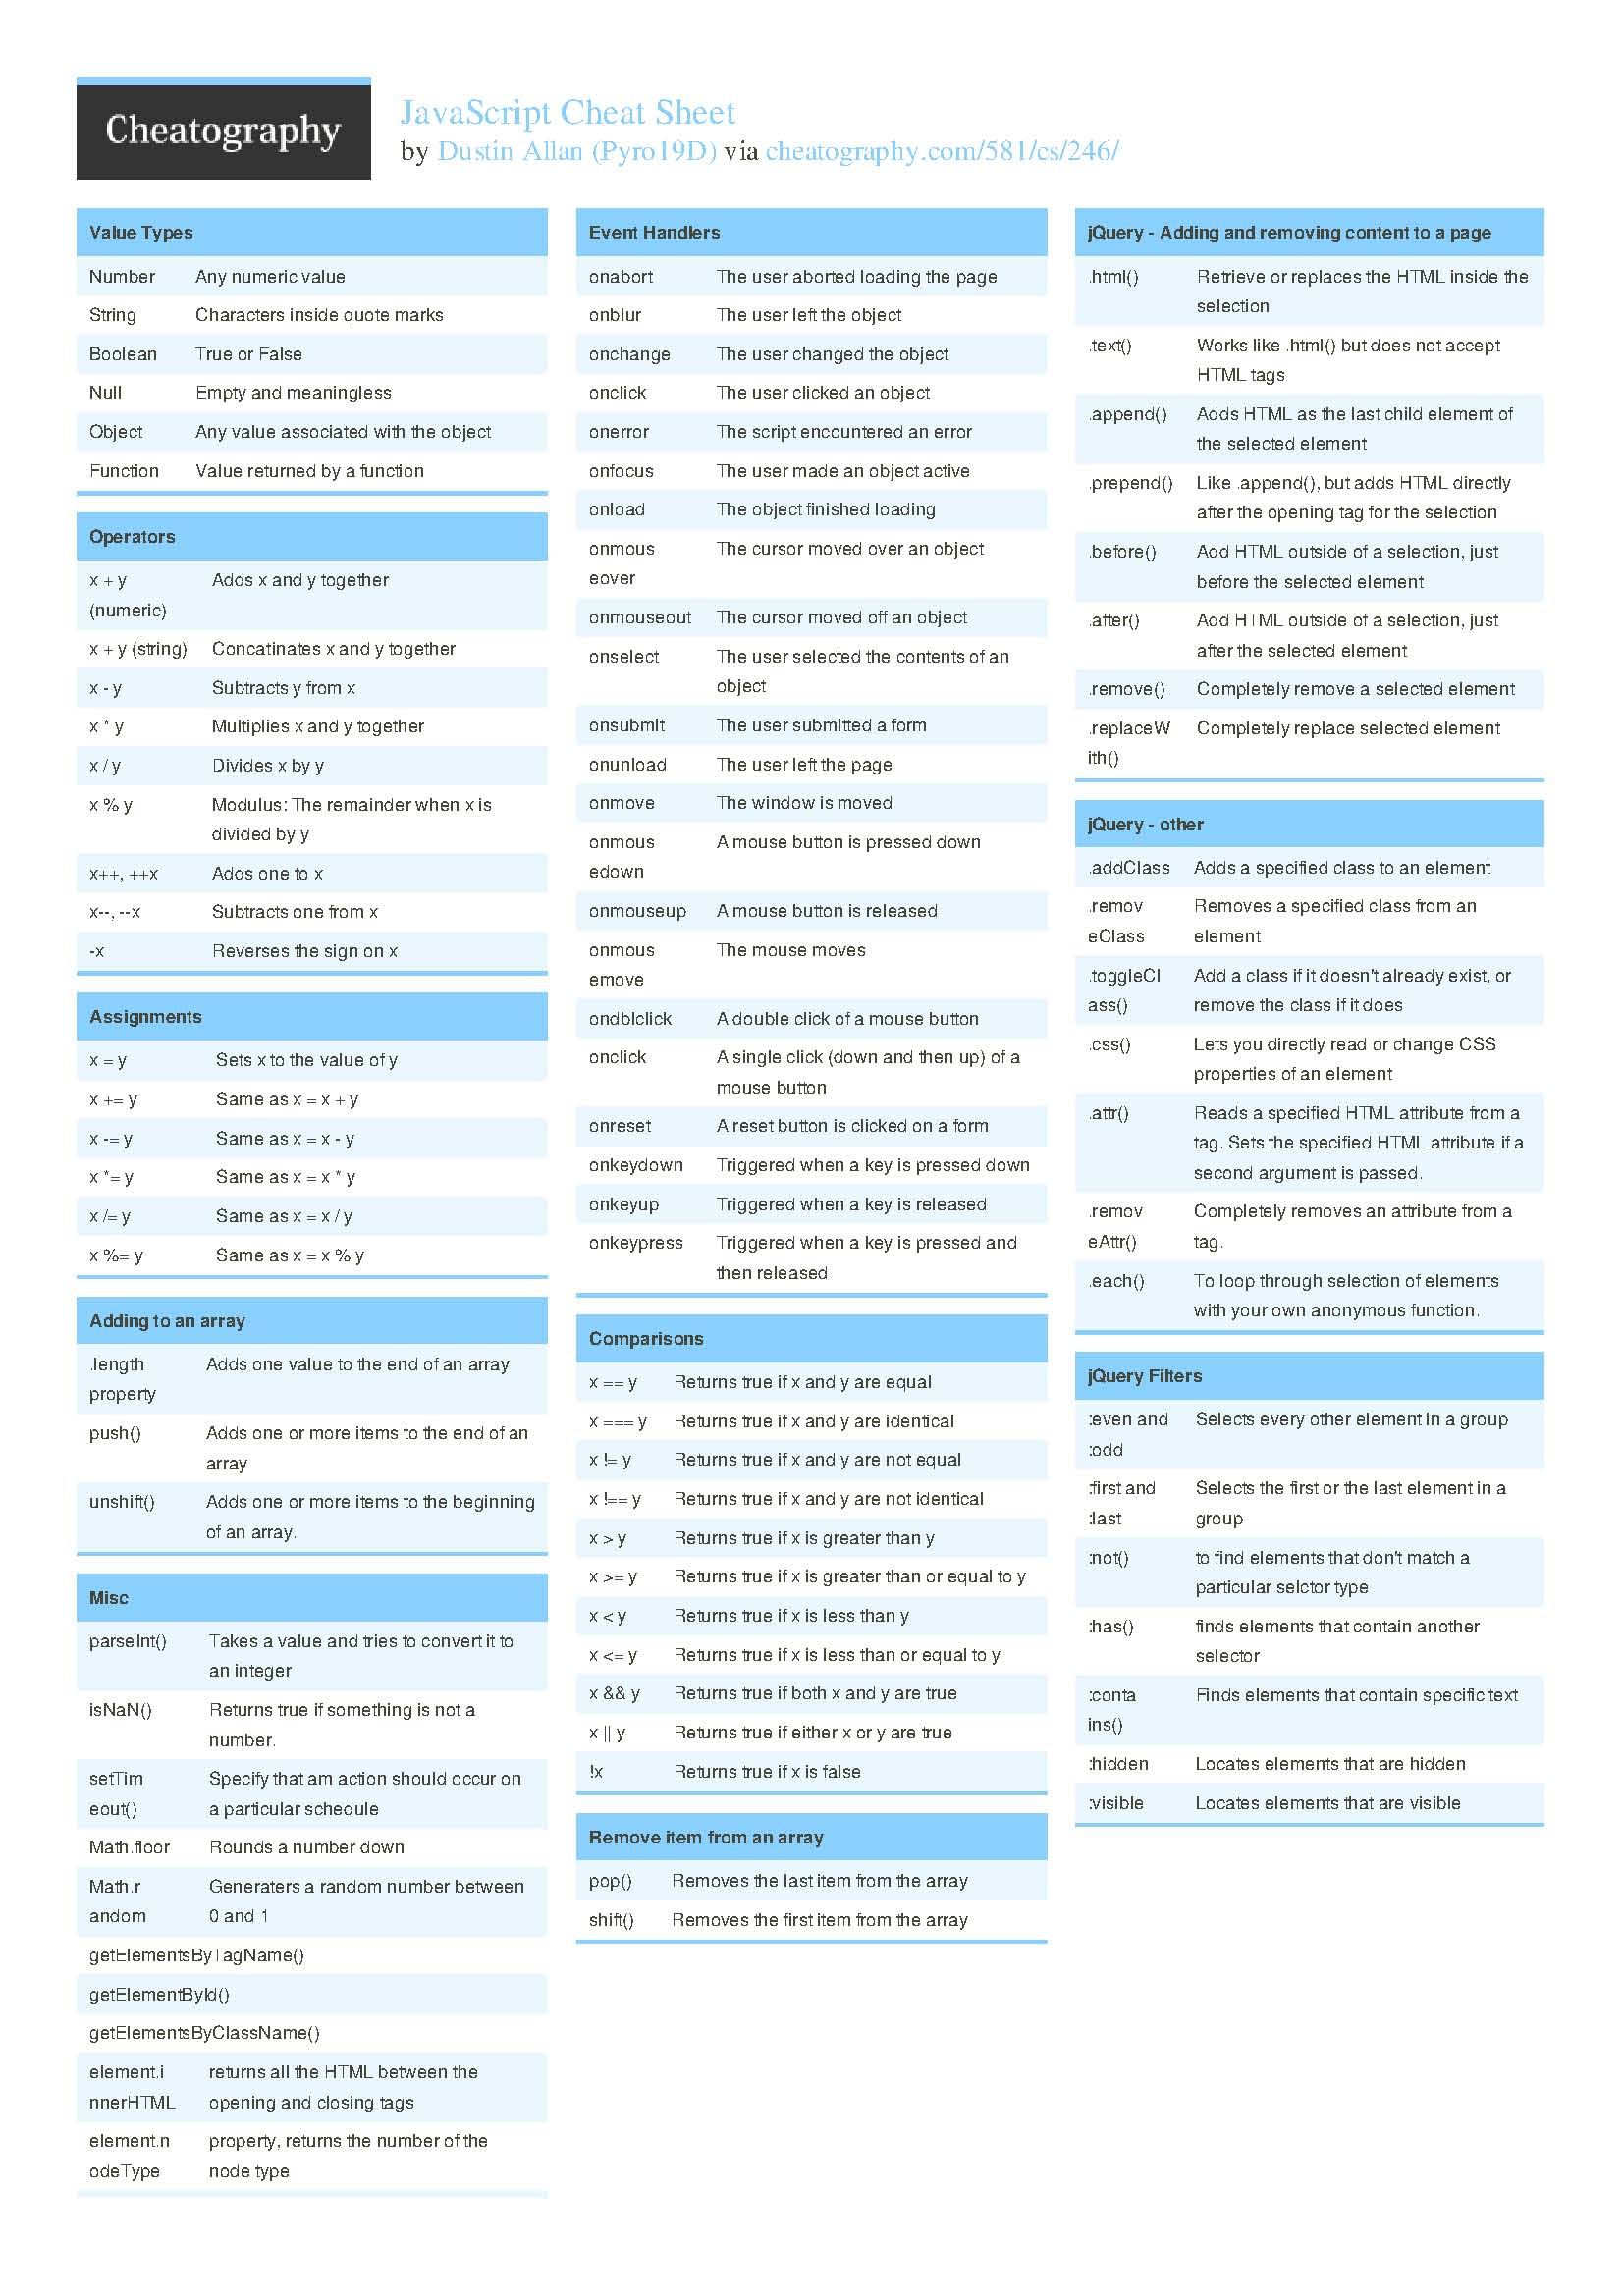 Cheatography
JavaScript Cheat Sheet
by Dustin Allan (Pyro19D) via cheatography.com/581/cs/246/
Value Types
Number Any numeric value
String Characters inside quote marks
Boolean True or False
Null Empty and meaningless
Object Any value associated with the object
Function Value returned by a function
Operators
x + y Adds x and y together
(numeric)
x + y (string) Concatinates x and y together
x - y Subtracts y from x
x * y Multiplies x and y together
x / y Divides x by y
x % y Modulus: The remainder when x is
divided by y
x++, ++x Adds one to x
x--, --x Subtracts one from x
-x Reverses the sign on x
Assignments
x = y Sets x to the value of y
x += y Same as x = x + y
x -= y Same as x = x - y
x *= y Same as x = x * y
x /= y Same as x = x / y
x %= y Same as x = x % y
Adding to an array
.length Adds one value to the end of an array
property
push() Adds one or more items to the end of an
array
unshift() Adds one or more items to the beginning
of an array.
Misc
parseInt() Takes a value and tries to convert it to
an integer
isNaN() Returns true if something is not a
number.
setTim Specify that am action should occur on
eout() a particular schedule
Math.floor Rounds a number down
Math.r Generaters a random number between
andom 0 and 1
getElementsByTagName()
getElementById()
getElementsByClassName()
element.i returns all the HTML between the
nnerHTML opening and closing tags
element.n property, returns the number of the
odeType node type
Event Handlers
onabort The user aborted loading the page
onblur The user left the object
onchange The user changed the object
onclick The user clicked an object
onerror The script encountered an error
onfocus The user made an object active
onload The object finished loading
onmous The cursor moved over an object
eover
onmouseout The cursor moved off an object
onselect The user selected the contents of an
object
onsubmit The user submitted a form
onunload The user left the page
onmove The window is moved
onmous A mouse button is pressed down
edown
onmouseup A mouse button is released
onmous The mouse moves
emove
ondblclick A double click of a mouse button
onclick A single click (down and then up) of a
mouse button
onreset A reset button is clicked on a form
onkeydown Triggered when a key is pressed down
onkeyup Triggered when a key is released
onkeypress Triggered when a key is pressed and
then released
Comparisons
x == y Returns true if x and y are equal
x === y Returns true if x and y are identical
x != y Returns true if x and y are not equal
x !== y Returns true if x and y are not identical
x > y Returns true if x is greater than y
x >= y Returns true if x is greater than or equal to y
x < y Returns true if x is less than y
x <= y Returns true if x is less than or equal to y
x && y Returns true if both x and y are true
x || y Returns true if either x or y are true
!x Returns true if x is false
Remove item from an array
pop() Removes the last item from the array
shift() Removes the first item from the array
jQuery - Adding and removing content to a page
.html() Retrieve or replaces the HTML inside the
selection
.text() Works like .html() but does not accept
HTML tags
.append() Adds HTML as the last child element of
the selected element
.prepend() Like .append(), but adds HTML directly
after the opening tag for the selection
.before() Add HTML outside of a selection, just
before the selected element
.after() Add HTML outside of a selection, just
after the selected element
.remove() Completely remove a selected element
.replaceW Completely replace selected element
ith()
jQuery - other
.addClass Adds a specified class to an element
.remov Removes a specified class from an
eClass element
.toggleCl Add a class if it doesn't already exist, or
ass() remove the class if it does
.css() Lets you directly read or change CSS
properties of an element
.attr() Reads a specified HTML attribute from a
tag. Sets the specified HTML attribute if a
second argument is passed.
.remov Completely removes an attribute from a
eAttr() tag.
.each() To loop through selection of elements
with your own anonymous function.
jQuery Filters
:even and Selects every other element in a group
:odd
:first and Selects the first or the last element in a
:last group
:not() to find elements that don't match a
particular selctor type
:has() finds elements that contain another
selector
:conta Finds elements that contain specific text
ins()
:hidden Locates elements that are hidden
:visible Locates elements that are visible